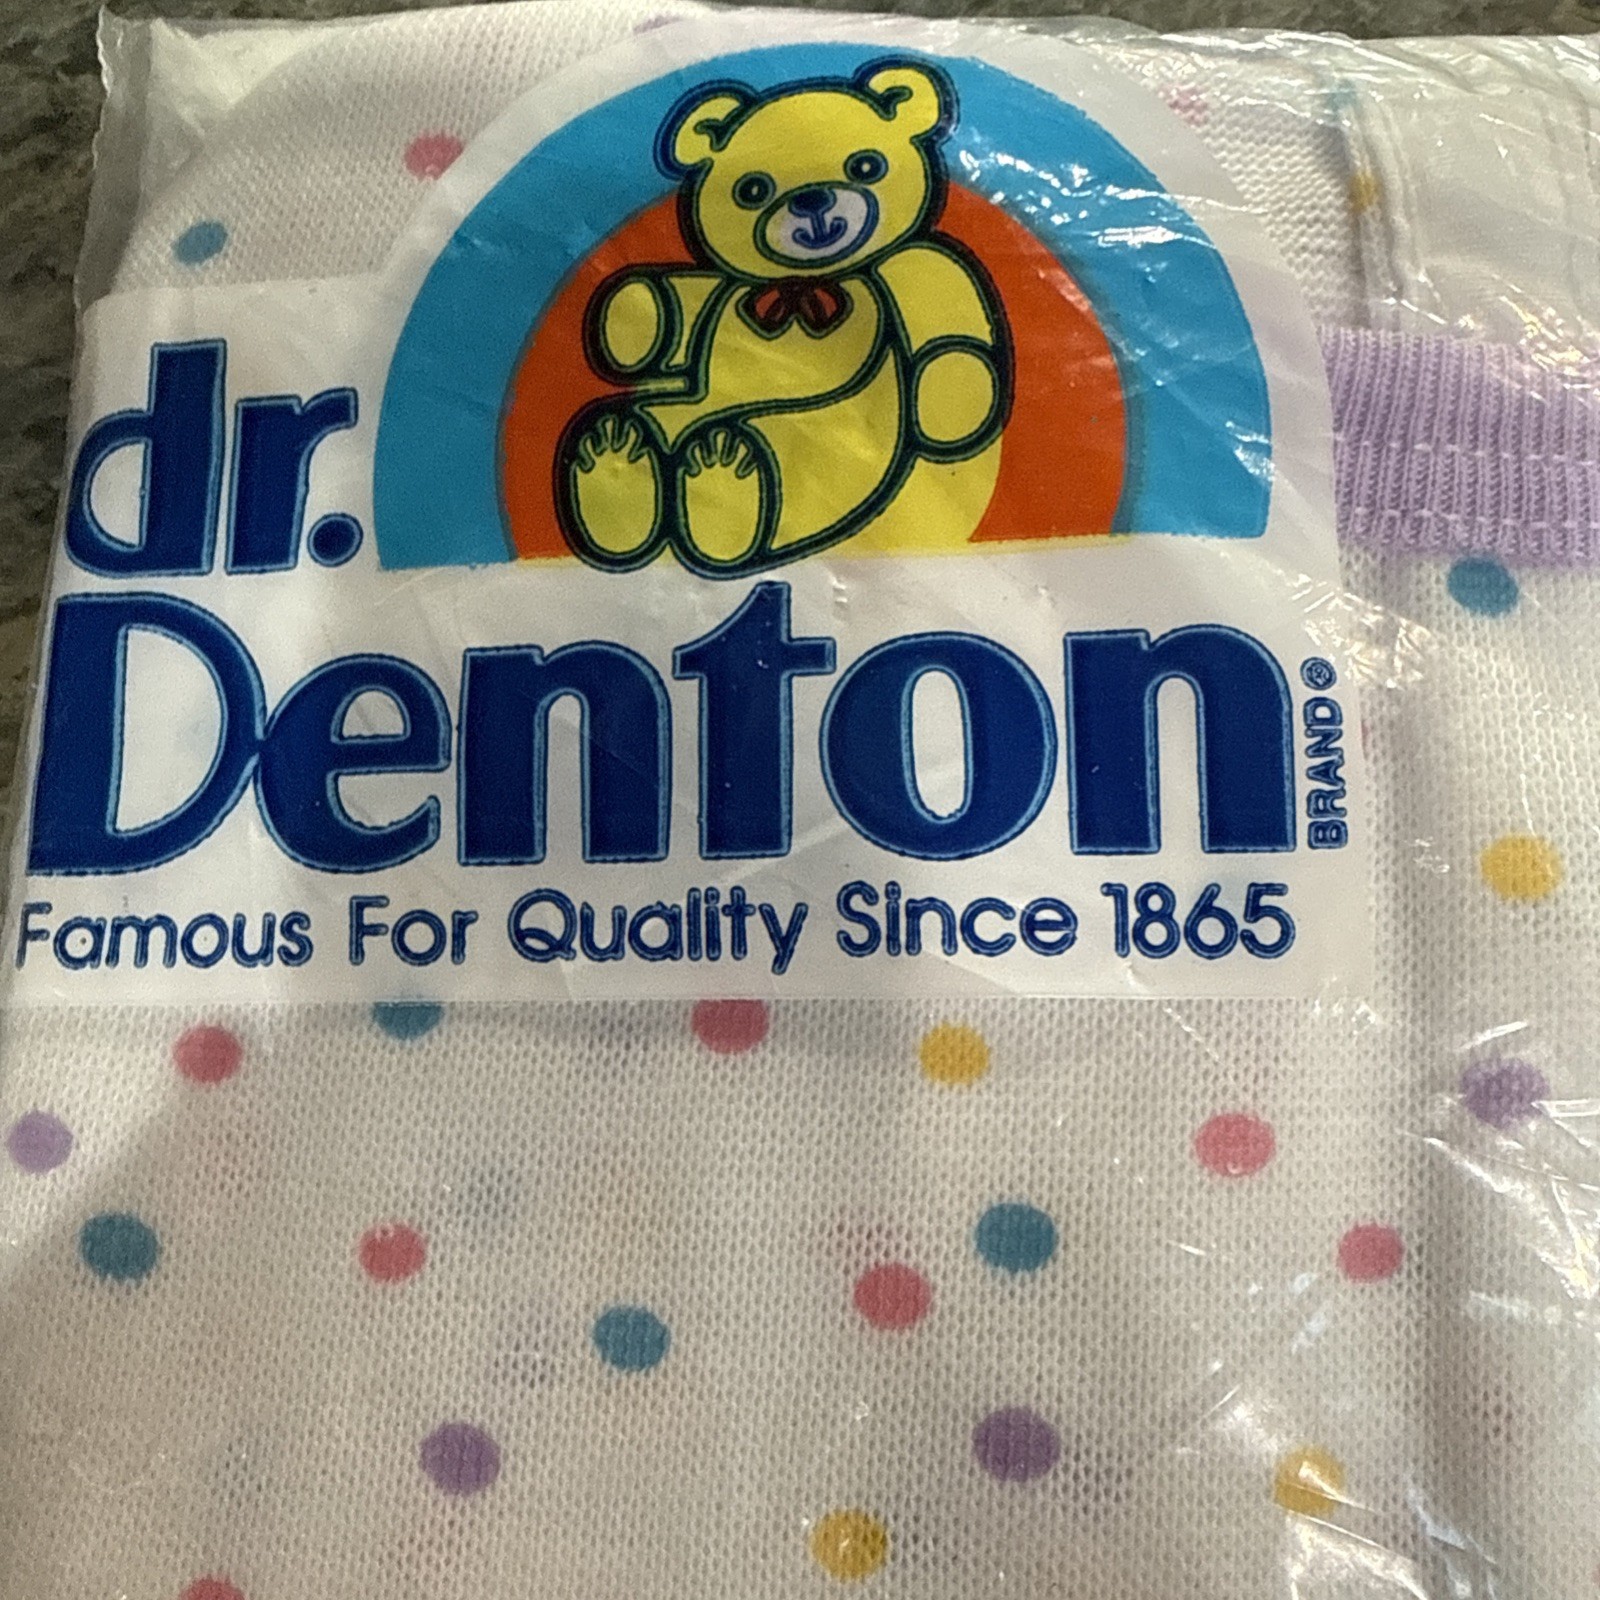 dr.
Denton
BRAND®
Famous For Quality Since 1865